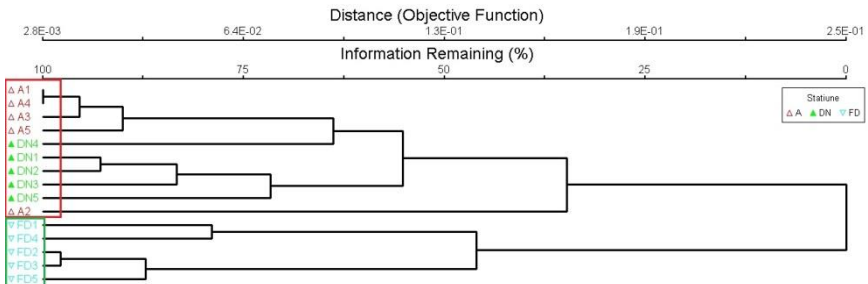 Distance (Objective Function)
2.8E-03 6.4E-02 1.3E-01 1.9E-01 2.5E-01
Information Remaining (%)
100 75 50 25 0
A1
A4
A3
A5
DN4
DN1
DN2
DN3
DN5
A2
FD1
FD4
FD2
FD3
FD5
Statiune
A DN FD